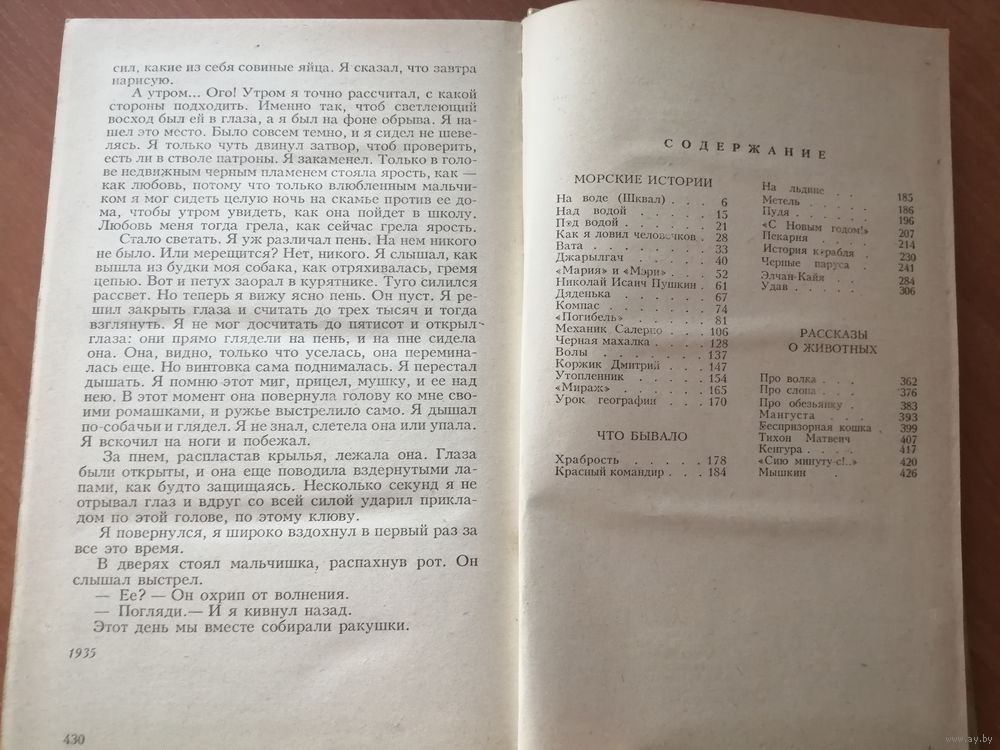 сил, какие из себя совиные яйца. Я сказал, что завтра
нарисую.
А утром... Ого! Утром я точно рассчитал, с какой
стороны подходить. Именно так, чтоб светлеющий
восход был ей в глаза, а я был на фоне обрыва. Я на-
шел это место. Было совсем темно, и я сидел не шеве-
лясь. Я только чуть двинул затвор, чтоб проверить,
есть ли в стволе патроны. Я закаменел. Только в голо-
ве недвижным черным пламенем стояла ярость, как —
как любовь, потому что только влюбленным мальчи-
ком я мог сидеть целую ночь на скамье против ее до-
ма, чтобы утром увидеть, как она пойдет в школу.
Любовь меня тогда грела, как сейчас грела ярость.
Стало светать. Я уж различал пень. На нем никого
не было. Или мерещится? Нет, никого. Я слышал, как
вышла из будки моя собака, как отряхивалась, гремя
цепью. Вот и петух заорал в курятнике. Туго силился
рассвет. Но теперь я вижу ясно пень. Он пуст. Я ре-
шил закрыть глаза и считать до трех тысяч и тогда
взглянуть. Я не мог досчитать до пятисот и открыл
глаза: они прямо глядели на пень, и на пне сидела
она. Она, видно, только что уселась, она перемина-
лась еще. Но винтовка сама поднималась. Я перестал
дышать. Я помню этот миг, прицел, мушку, и ее над
нею. В этот момент она повернула голову ко мне сво-
ими ромашками, и ружье выстрелило само. Я дышал
по-собачьи и глядел. Я не знал, слетела она или упала.
Я вскочил на ноги и побежал.
За пнем, распластав крылья, лежала она. Глаза
были открыты, и она еще поводила вздернутыми ла-
пами, как будто защищаясь. Несколько секунд я не
отрывал глаз и вдруг со всей силой ударил прикла-
дом по этой голове, по этому клюву.
Я повернулся, я широко вздохнул в первый раз за
все это время.
В дверях стоял мальчишка, распахнув рот. Он
слышал выстрел.
— Ее? — Он охрип от волнения.
— Погляди.— И я кивнул назад.
Этот день мы вместе собирали ракушки.
1935
430
СОДЕРЖАНИЕ
МОРСКИЕ ИСТОРИИ
На воде (Шквал) . . . 6
Над водой . . . . 15
Под водой . . . . 21
Как я ловил человечков . 28
Вата . . . . . . 33
Джарылгач . . . . 40
«Мария» и «Мэри» . . . 52
Николай Исаич Пушкин . 61
Дяденька . . . . 67
Компас . . . . . 74
«Погибель» . . . . 81
Механик Салерно . . . 106
Черная махалка . . . 128
Волы . . . . . 137
Коржик Дмитрий . . . 147
Утопленник . . . . 154
«Мираж» . . . . . 165
Урок географии . . . 170
ЧТО БЫВАЛО
Храбрость . . . . . 178
Красный командир . . . 184
На льдине . . . 185
Метель . . . . 186
Пудя . . . . . 196
«С Новым годом!» 207
Пекарня . . . . 214
История корабля . 230
Черные паруса . . 241
Элчан-Кайя . . . 284
Удав . . . . . 306
РАССКАЗЫ
О ЖИВОТНЫХ
Про волка . . . 362
Про слона . . . 376
Про обезьянку . 383
Мангуста . . . 393
Беспризорная кошка . 399
Тихон Матвеич 407
Кенгура . . . . 417
«Сию минуту-с!..» 420
Мышкин . 426
www.ay.by